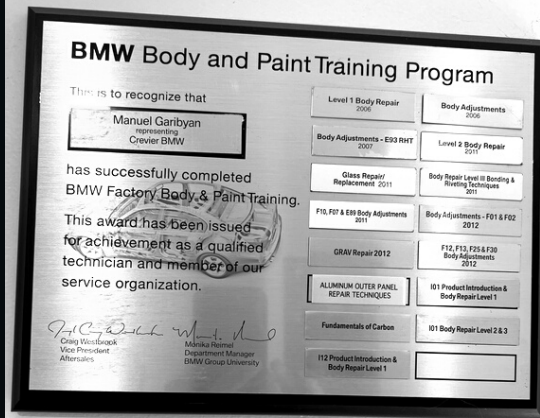 BMW Body and Paint Training Program
This is to recognize that
Manuel Garibyan
representing
Crevier BMW
has successfully completed
BMW Factory Body & Paint Training.
This award has been issued
for achievement as a qualified
technician and member of our
service organization.
Craig Westbrook
Vice President
Aftersales
Manika Reimel
Department Manager
BMW Group University
Level 1 Body Repair
2006
Body Adjustments
2006
Body Adjustments - E93 RHT
2007
Level 2 Body Repair
2011
Glass Repair/
Replacement 2011
Body Repair Level III Bonding &
Riveting Techniques
2011
F10, F07 & E89 Body Adjustments
2011
Body Adjustments - F01 & F02
2012
GRAV Repair 2012
F12, F13, F25 & F30
Body Adjustments
2012
ALUMINUM OUTER PANEL
REPAIR TECHNIQUES
I01 Product Introduction &
Body Repair Level 1
Fundamentals of Carbon
I01 Body Repair Level 2 & 3
I12 Product Introduction &
Body Repair Level 1